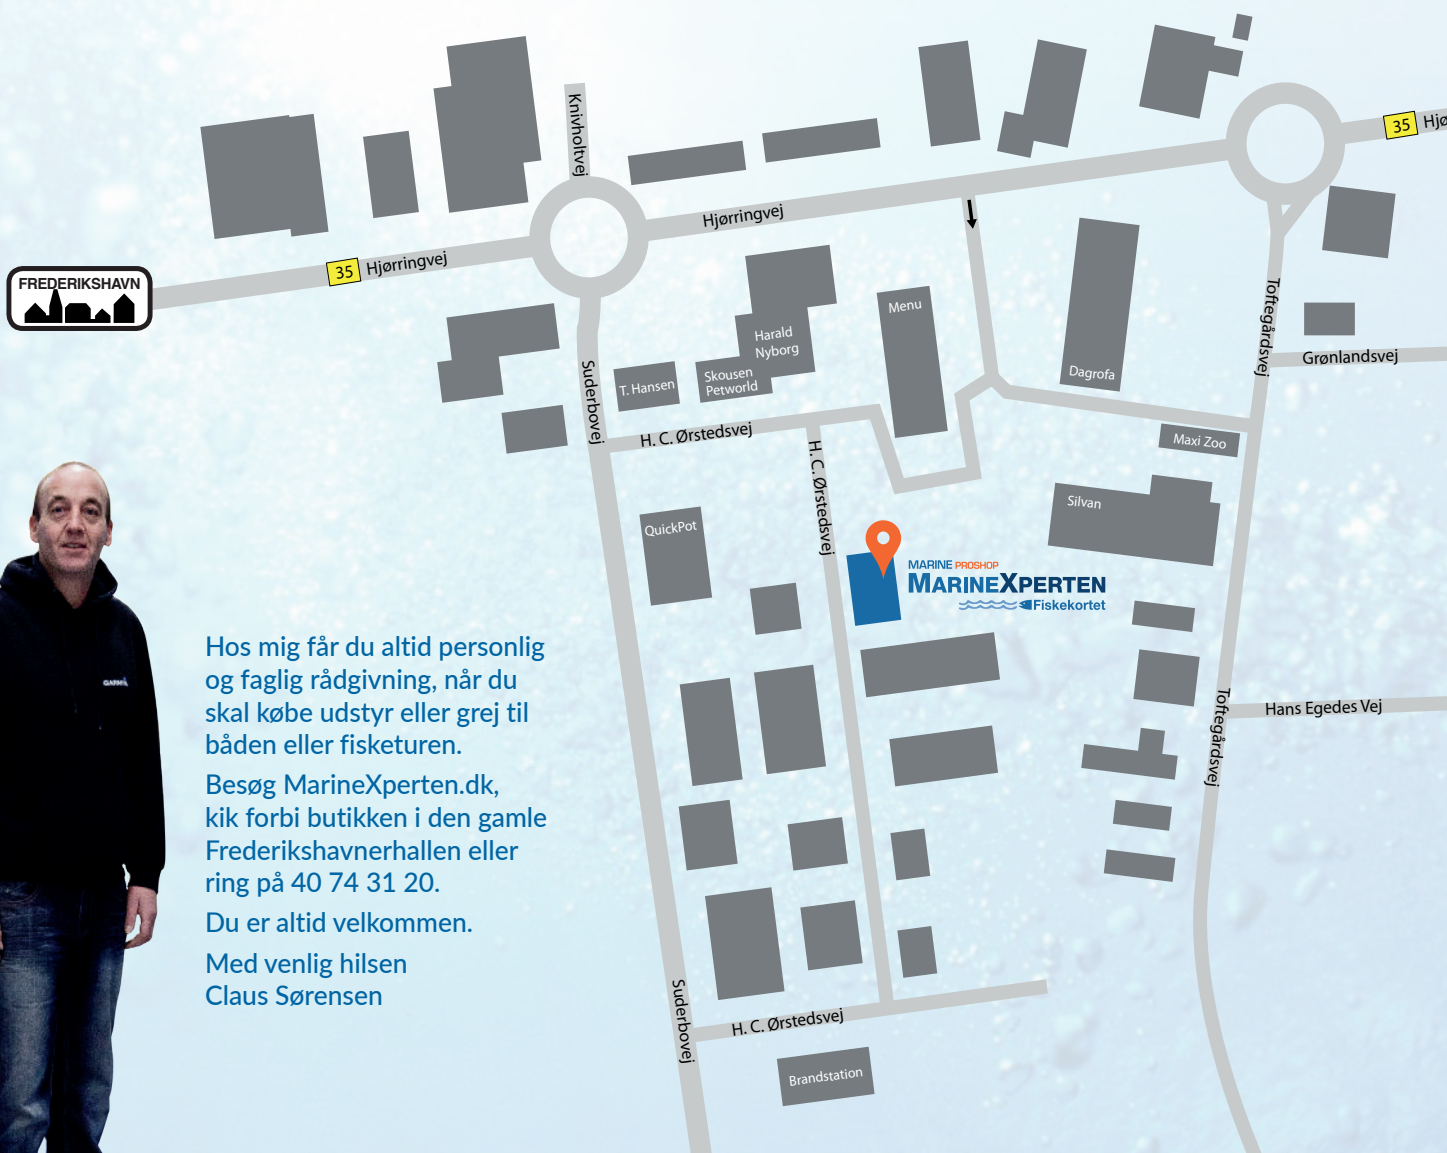 Knivholtvej
35
Hjø
Hjørringvej
35
Hjørringvej
FREDERIKSHAVN
Toftegårdsvej
Grønlandsvej
Menu
Harald
Nyborg
Skousen
Petworld
T. Hansen
Dagrofa
Suderbovej
H. C. Ørstedsvej
Maxi Zoo
H. C. Ørstedsvej
Silvan
QuickPot
MARINE PROSHOP
MARINEXPERTEN
Fiskekortet
GARMIN
Hos mig får du altid personlig
og faglig rådgivning, når du
skal købe udstyr eller grej til
båden eller fisketuren.
Besøg MarineXperten.dk,
kik forbi butikken i den gamle
Frederikshavnerhallen eller
ring på 40 74 31 20.
Du er altid velkommen.
Med venlig hilsen
Claus Sørensen
Toftegårdsvej
Hans Egedes Vej
Suderbovej
H. C. Ørstedsvej
Brandstation